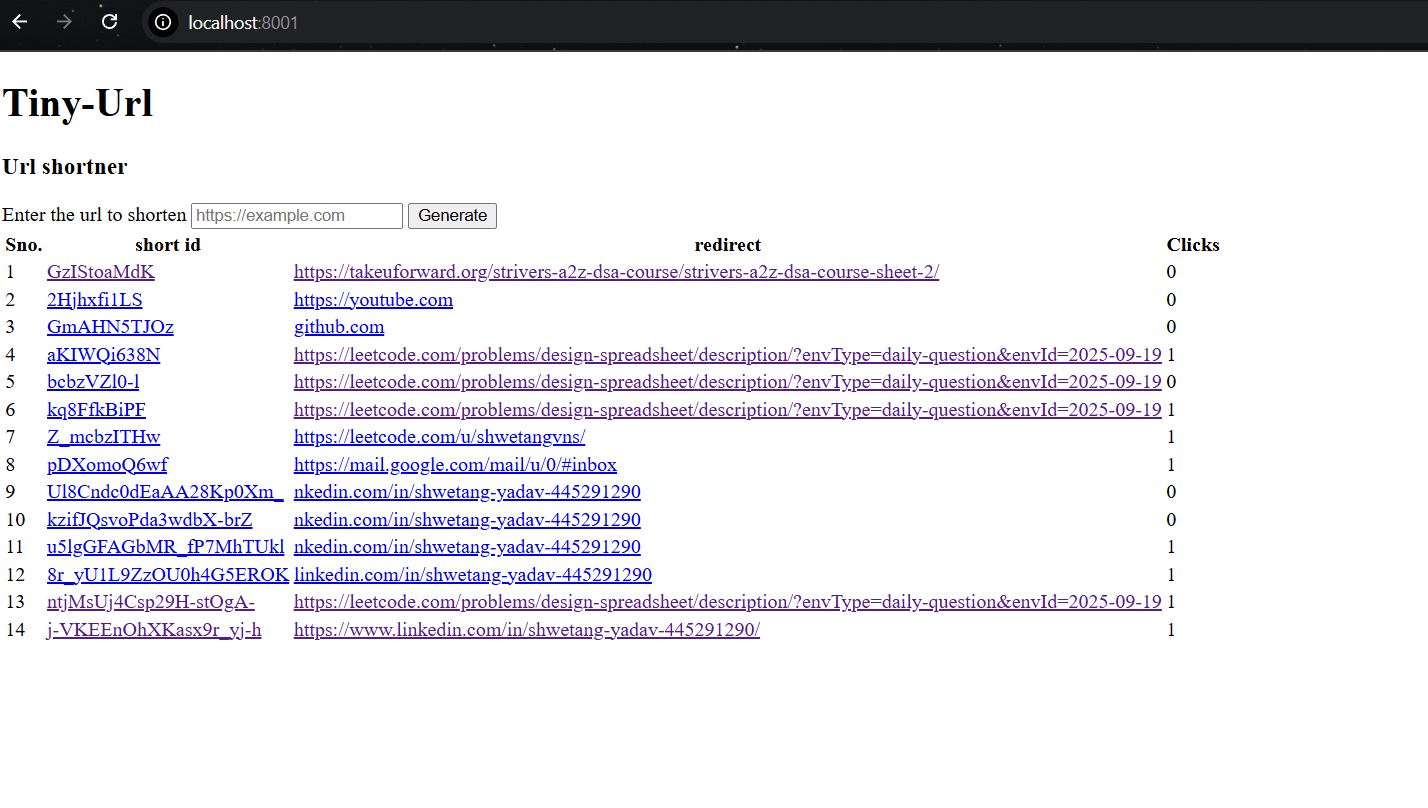 localhost:8001
Tiny-Url
Url shortner
Enter the url to shorten https://example.com Generate
Sno. short id redirect Clicks
1 GzIStoaMdK https://takeuforward.org/strivers-a2z-dsa-course/strivers-a2z-dsa-course-sheet-2/ 0
2 2Hjhxfi1LS https://youtube.com 0
3 GmAHN5TJOz github.com 0
4 aKIWQi638N https://leetcode.com/problems/design-spreadsheet/description/?envType=daily-question&envId=2025-09-19 1
5 bcbzVZl0-l https://leetcode.com/problems/design-spreadsheet/description/?envType=daily-question&envId=2025-09-19 0
6 kq8FfkBiPF https://leetcode.com/problems/design-spreadsheet/description/?envType=daily-question&envId=2025-09-19 1
7 Z_mcbzITHw https://leetcode.com/u/shwetangvns/ 1
8 pDXomoQ6wf https://mail.google.com/mail/u/0/#inbox 1
9 Ul8Cndc0dEaAA28Kp0Xm_ nkedin.com/in/shwetang-yadav-445291290 0
10 kzifJQsvoPda3wdbX-brZ nkedin.com/in/shwetang-yadav-445291290 0
11 u5lgGFAGbMR_fP7MhTUkl nkedin.com/in/shwetang-yadav-445291290 1
12 8r_yU1L9ZzOU0h4G5EROK linkedin.com/in/shwetang-yadav-445291290 1
13 ntjMsUj4Csp29H-stOgA- https://leetcode.com/problems/design-spreadsheet/description/?envType=daily-question&envId=2025-09-19 1
14 j-VKEEnOhXKasx9r_yj-h https://www.linkedin.com/in/shwetang-yadav-445291290/ 1